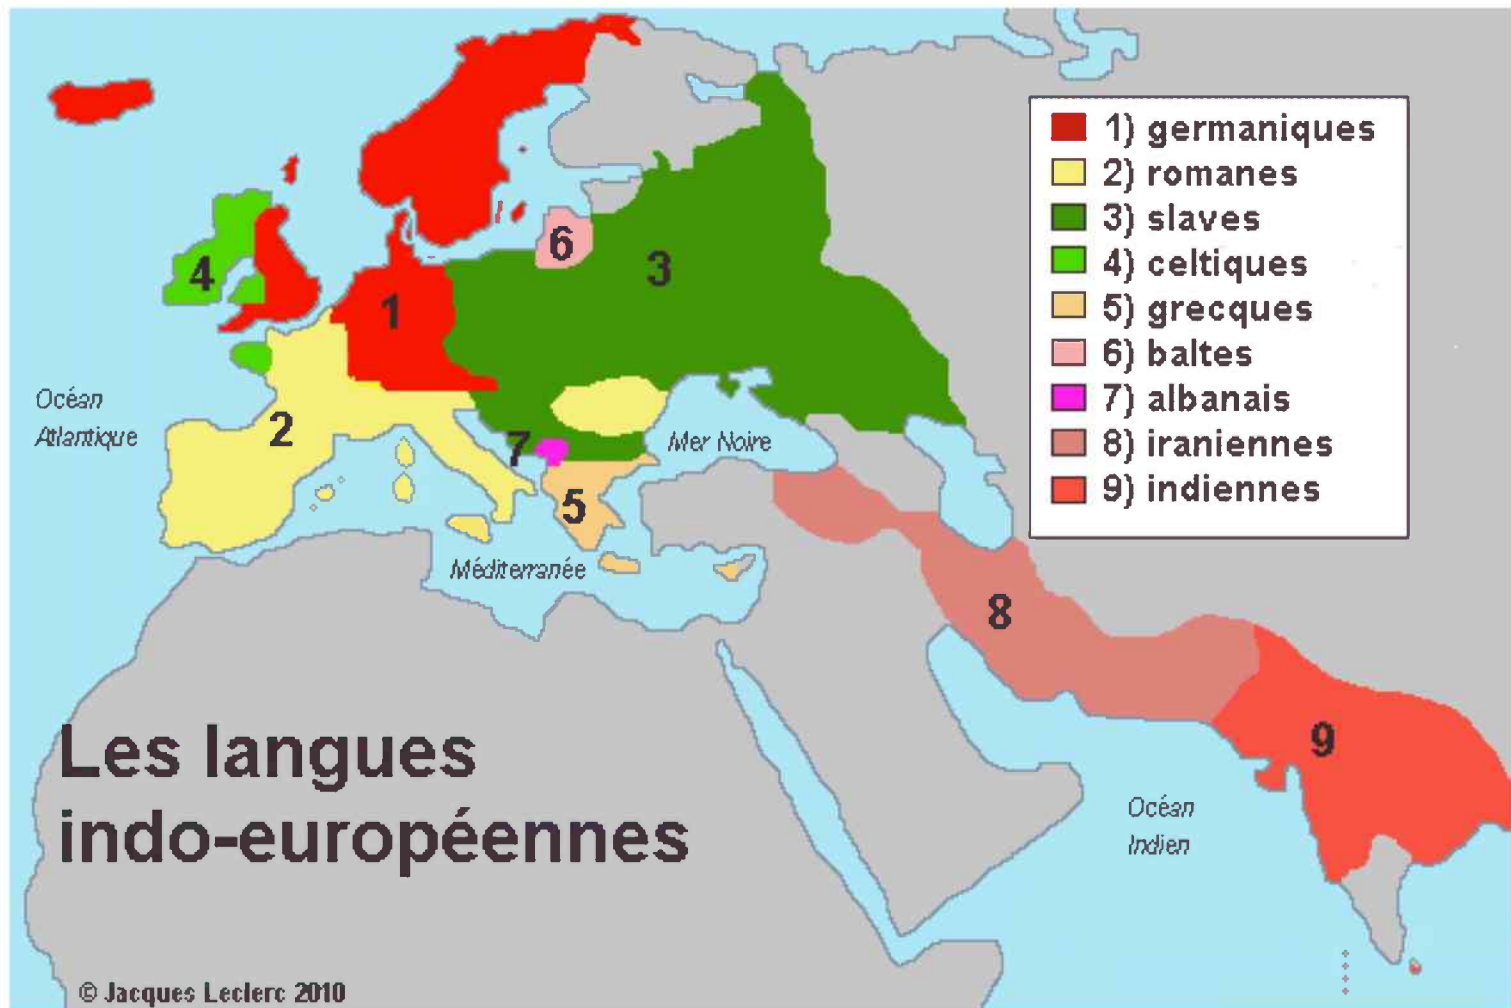 1) germaniques
2) romanes
3) slaves
4) celtiques
5) grecques
6) baltes
7) albanais
8) iraniennes
9) indiennes
6
3
4
1
Océan
Atlantique
2
7
Mer Noire
5
Méditerranée
8
9
Les langues
indo-européennes
Océan
Indien
© Jacques Leclerc 2010